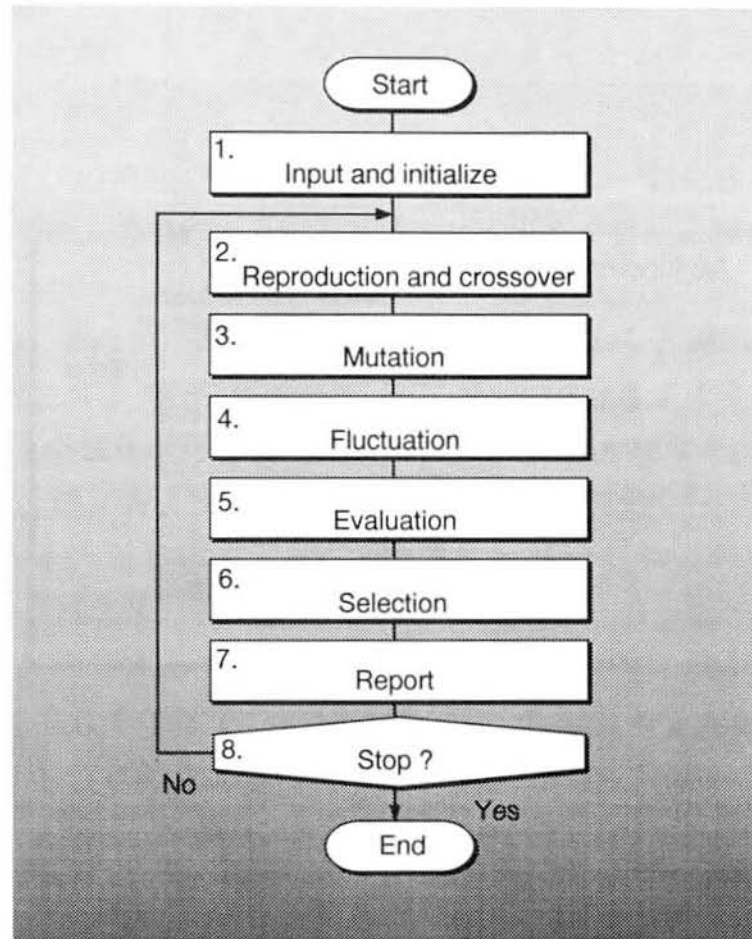 Start
1.
Input and initialize
2.
Reproduction and crossover
3.
Mutation
4.
Fluctuation
5.
Evaluation
6.
Selection
7.
Report
8.
Stop ?
No
Yes
End